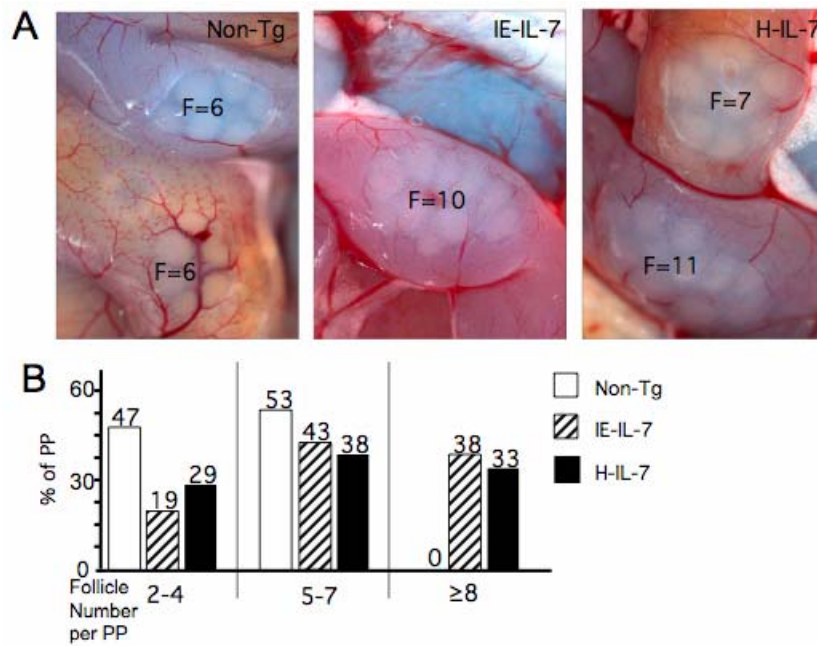 A
Non-Tg
IE-IL-7
H-IL-7
F=6
F=6
F=10
F=7
F=11
B
% of PP
60
30
0
47
19
29
53
43
38
0
38
33
Non-Tg
IE-IL-7
H-IL-7
Follicle
Number
per PP
2-4
5-7
≥8